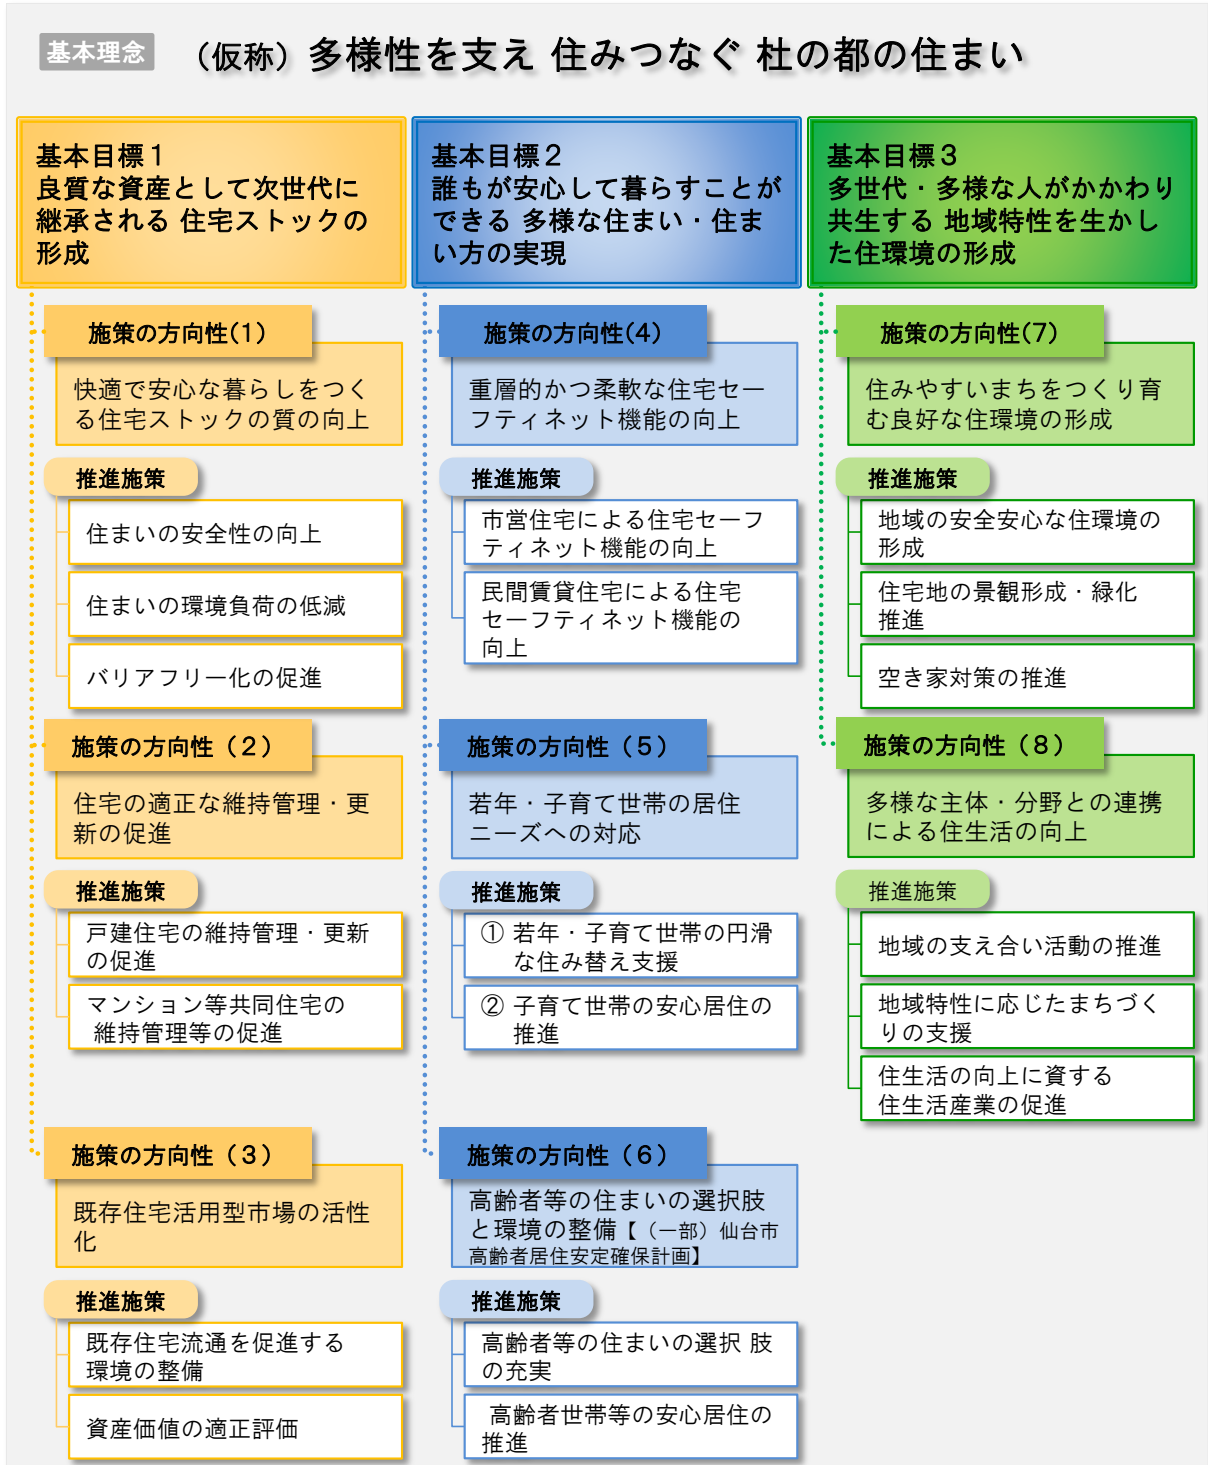 基本理念
（仮称）多様性を支え 住みつなぐ 杜の都の住まい
基本目標１
良質な資産として次世代に
継承される 住宅ストックの
形成
施策の方向性(1)
快適で安心な暮らしをつく
る住宅ストックの質の向上
推進施策
住まいの安全性の向上
住まいの環境負荷の低減
バリアフリー化の促進
施策の方向性（２）
住宅の適正な維持管理・更
新の促進
推進施策
戸建住宅の維持管理・更新
の促進
マンション等共同住宅の
維持管理等の促進
施策の方向性（３）
既存住宅活用型市場の活性
化
推進施策
既存住宅流通を促進する
環境の整備
資産価値の適正評価
基本目標２
誰もが安心して暮らすことが
できる 多様な住まい・住ま
い方の実現
施策の方向性(4)
重層的かつ柔軟な住宅セー
フティネット機能の向上
推進施策
市営住宅による住宅セーフ
ティネット機能の向上
民間賃貸住宅による住宅
セーフティネット機能の
向上
施策の方向性（５）
若年・子育て世帯の居住
ニーズへの対応
推進施策
① 若年・子育て世帯の円滑
な住み替え支援
② 子育て世帯の安心居住の
推進
施策の方向性（６）
高齢者等の住まいの選択肢
と環境の整備【（一部）仙台市
高齢者居住安定確保計画】
推進施策
高齢者等の住まいの選択 肢
の充実
高齢者世帯等の安心居住の
推進
基本目標３
多世代・多様な人がかかわり
共生する 地域特性を生かし
た住環境の形成
施策の方向性(7)
住みやすいまちをつくり育
む良好な住環境の形成
推進施策
地域の安全安心な住環境の
形成
住宅地の景観形成・緑化
推進
空き家対策の推進
施策の方向性（８）
多様な主体・分野との連携
による住生活の向上
推進施策
地域の支え合い活動の推進
地域特性に応じたまちづく
りの支援
住生活の向上に資する
住生活産業の促進